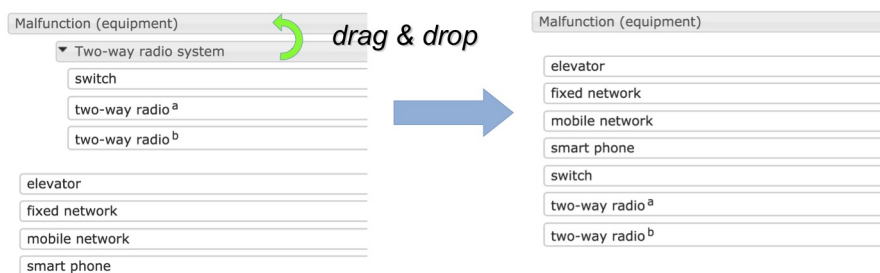 Malfunction (equipment)
Two-way radio system
switch
two-way radio a
two-way radio b
elevator
fixed network
mobile network
smart phone
drag & drop
Malfunction (equipment)
elevator
fixed network
mobile network
smart phone
switch
two-way radio a
two-way radio b